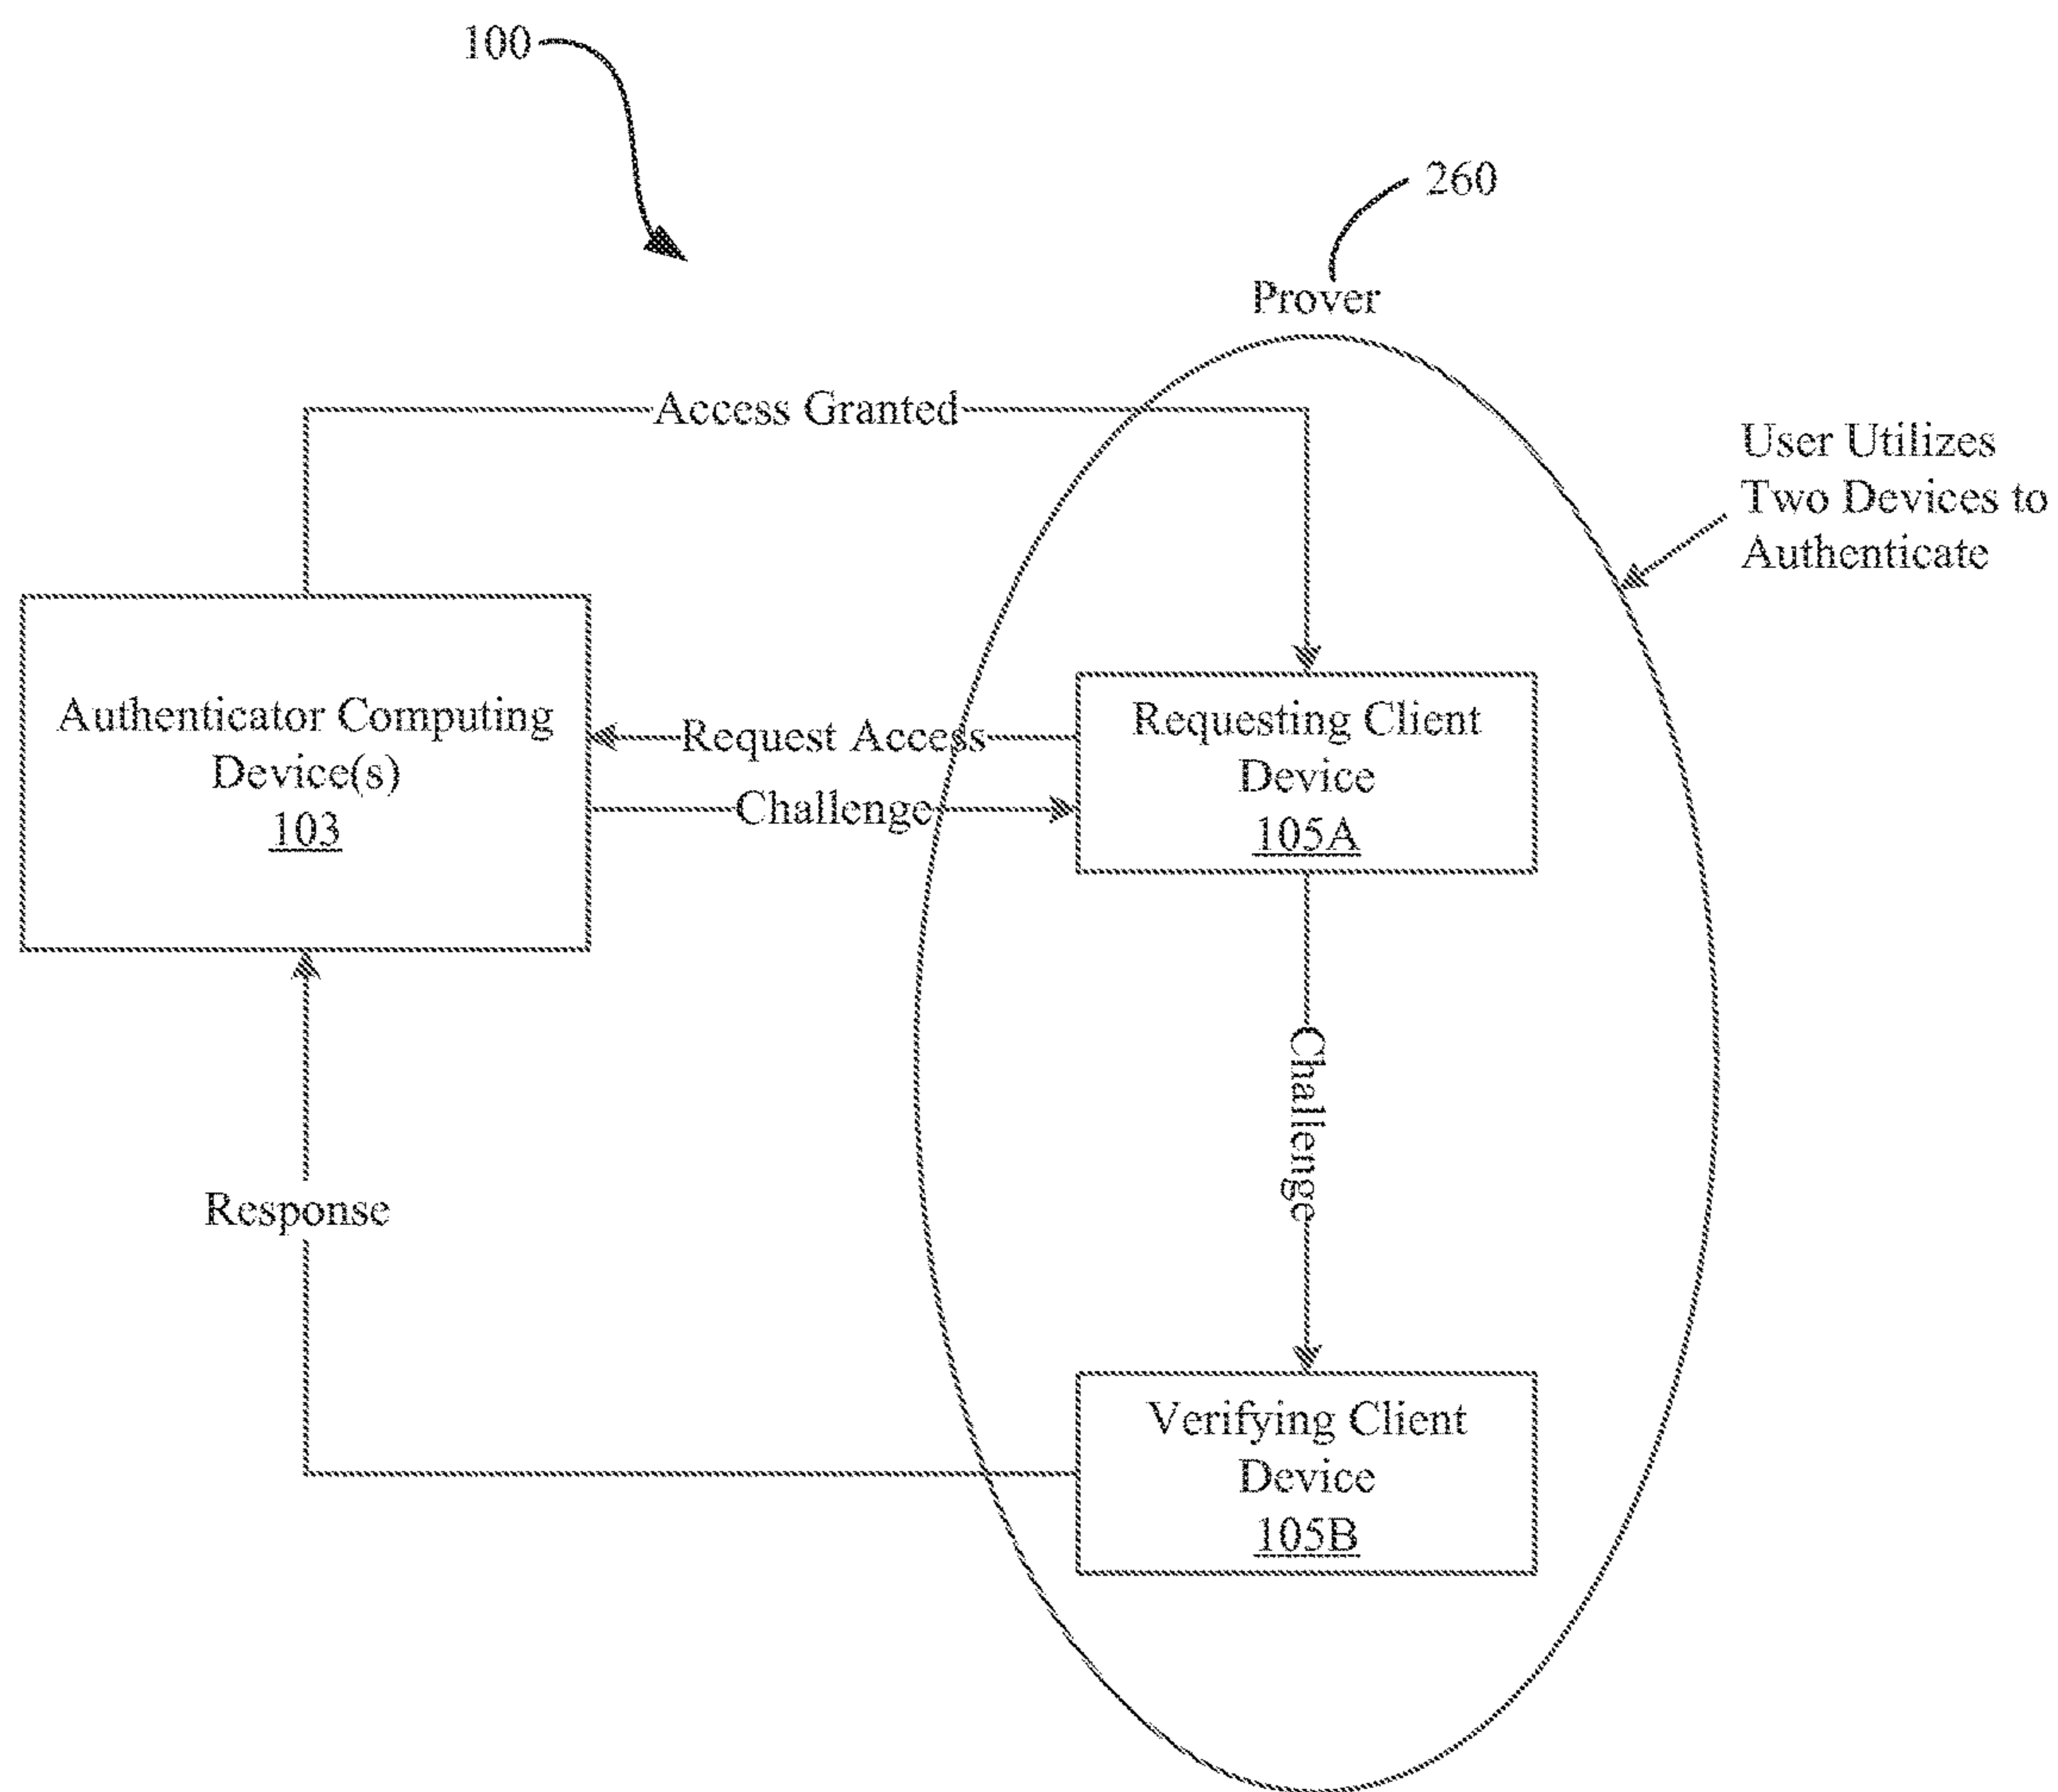 100
260
Prover
Access Granted
User Utilizes
Two Devices to
Authenticate
Authenticator Computing
Device(s)
103
Request Access
Challenge
Requesting Client
Device
105A
Challenge
Response
Verifying Client
Device
105B